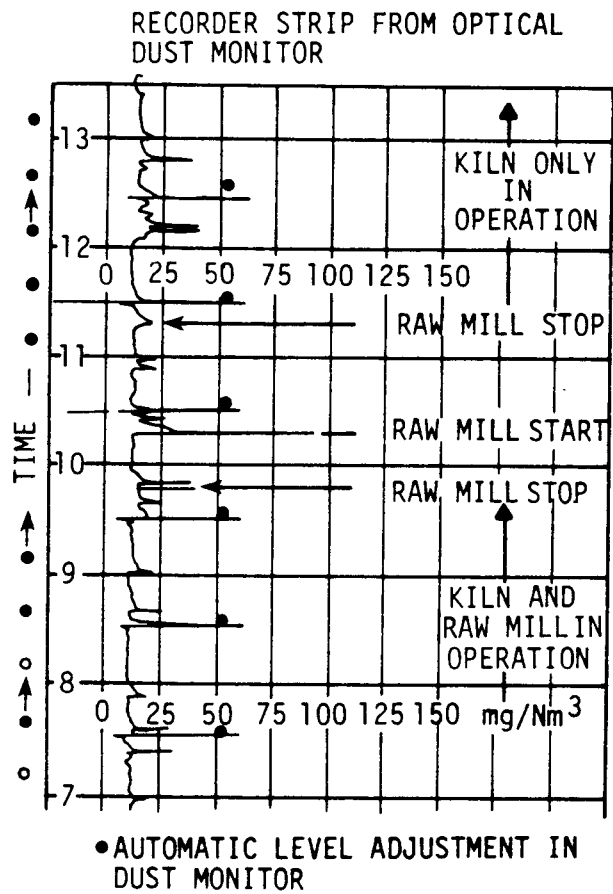 RECORDER STRIP FROM OPTICAL
DUST MONITOR
13
KILN ONLY
IN
OPERATION
12
0 25 50 75 100 125 150
RAW MILL STOP
11
TIME
RAW MILL START
10
RAW MILL STOP
9
KILN AND
RAW MILL IN
OPERATION
8
0 25 50 75 100 125 150 mg/Nm³
7
• AUTOMATIC LEVEL ADJUSTMENT IN
DUST MONITOR